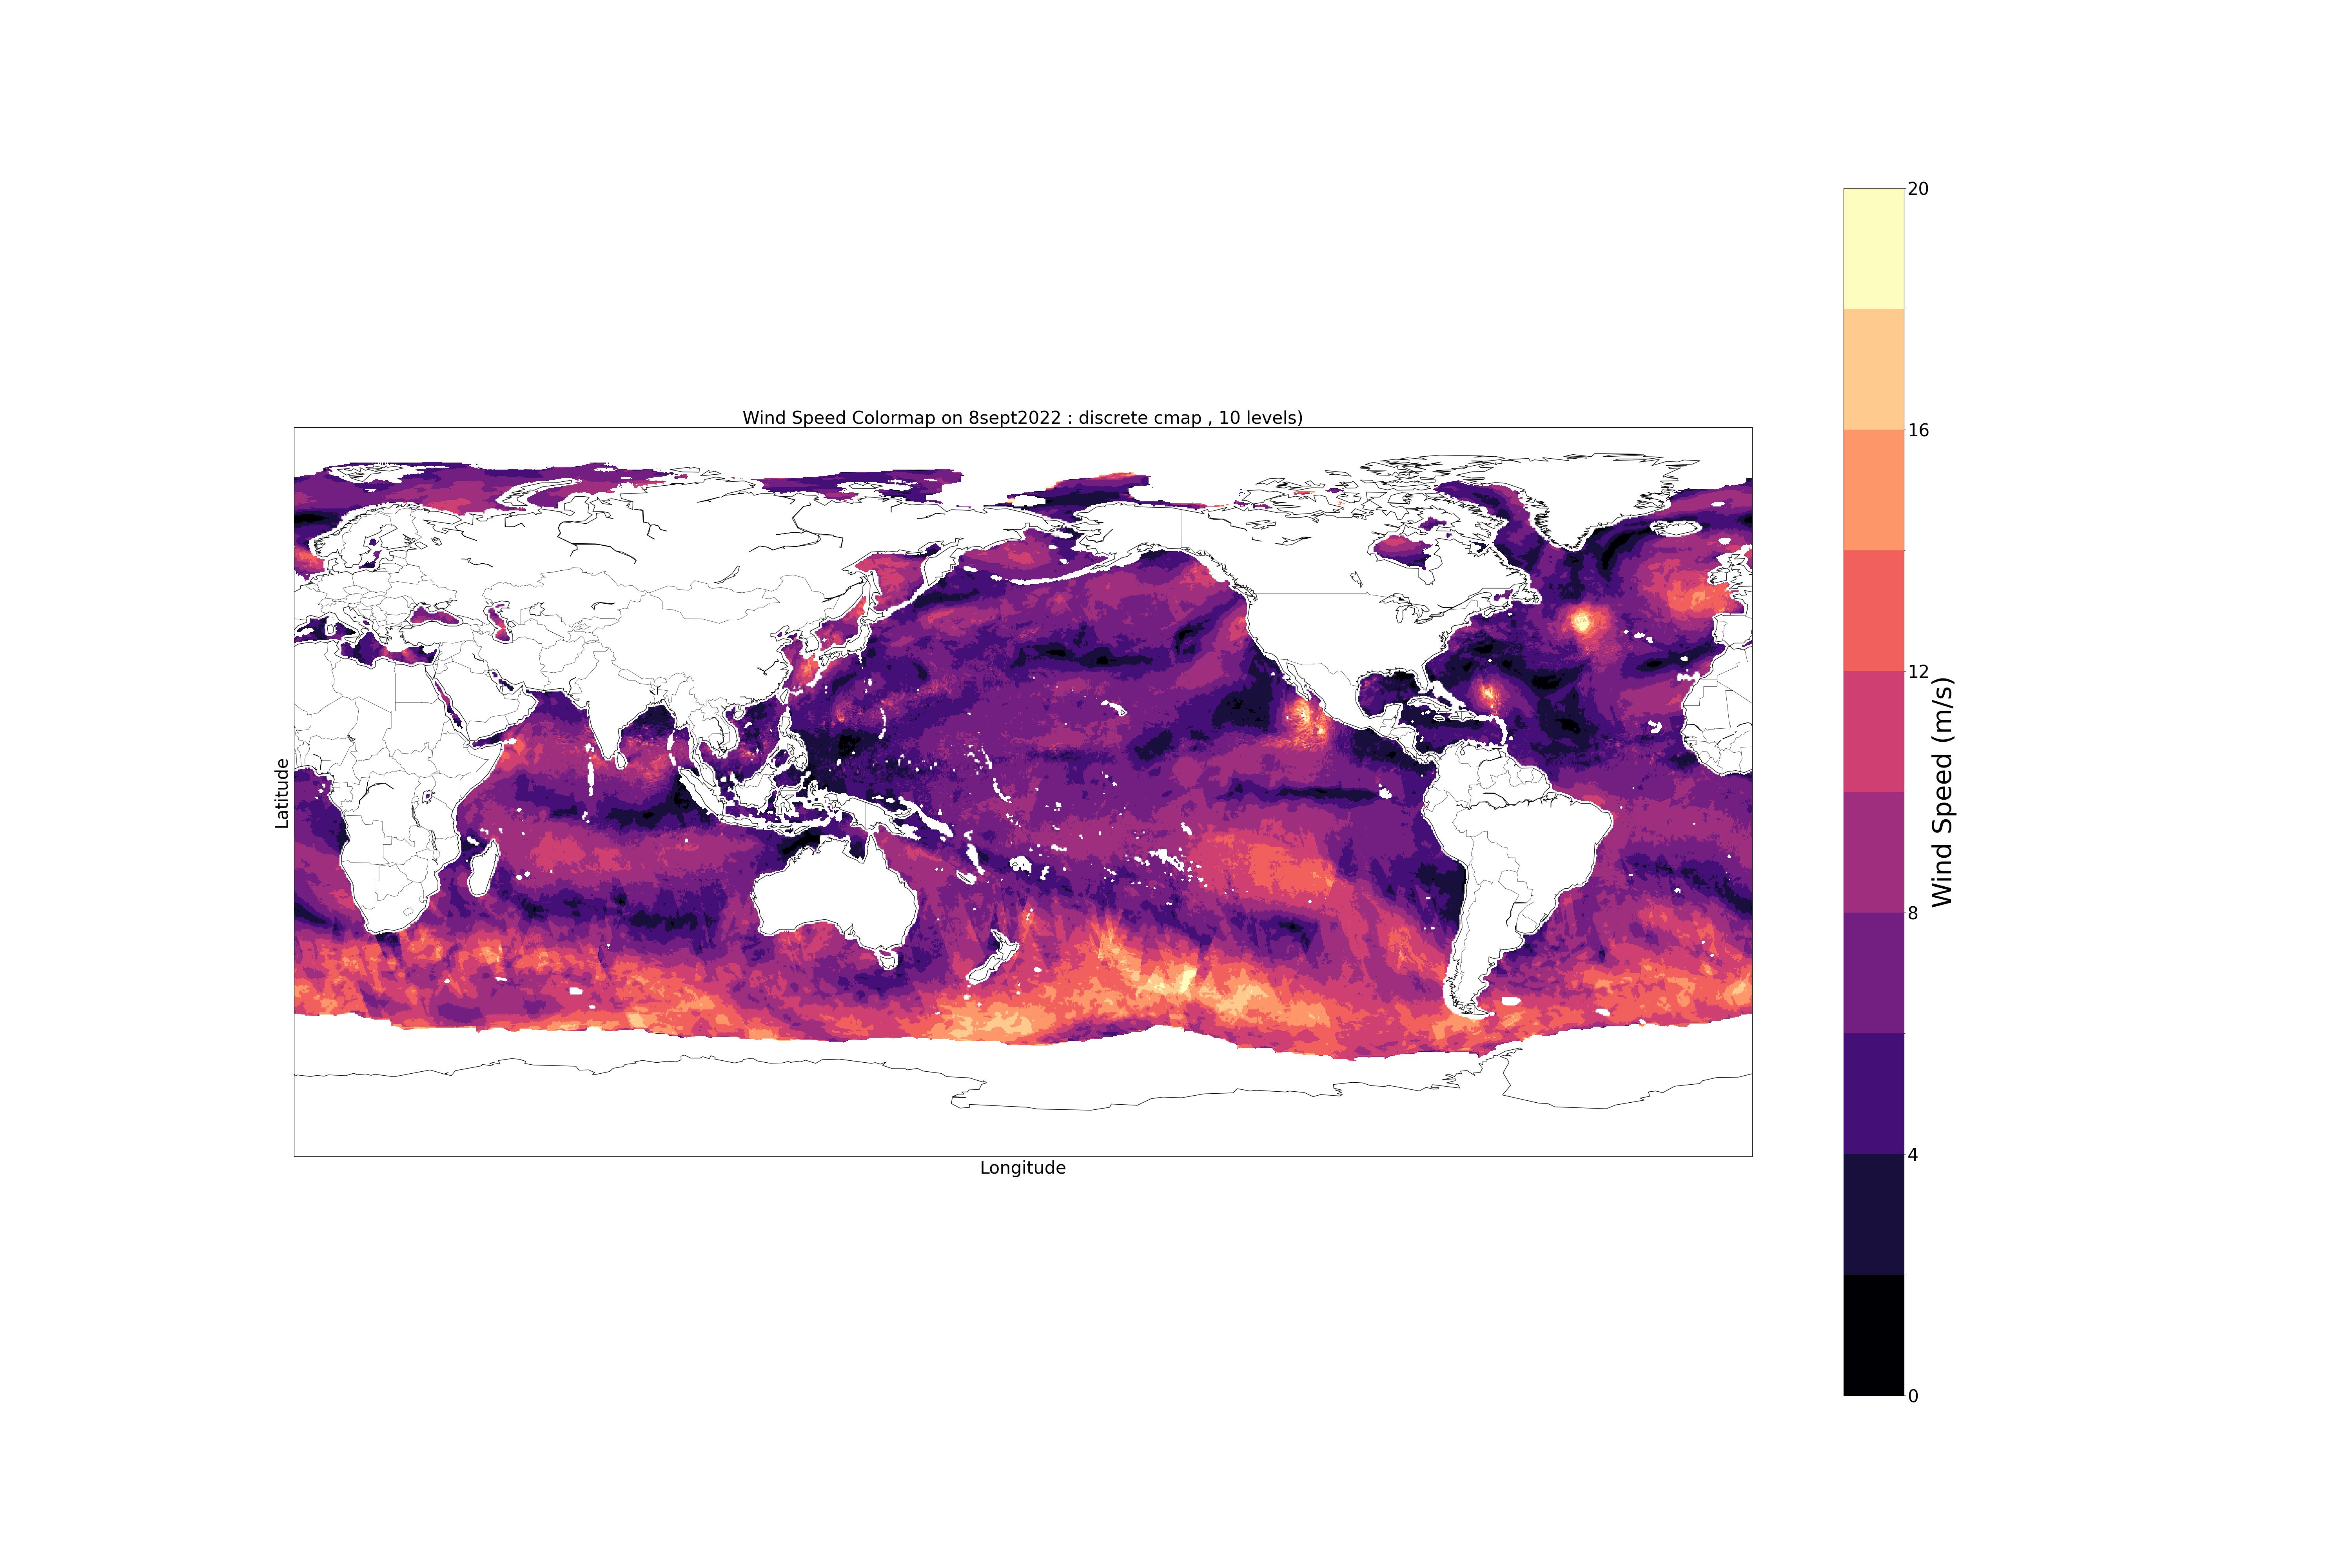 Wind Speed Colormap on 8sept2022 : discrete cmap , 10 levels)
Latitude
Longitude
20
16
12
8
4
0
Wind Speed (m/s)